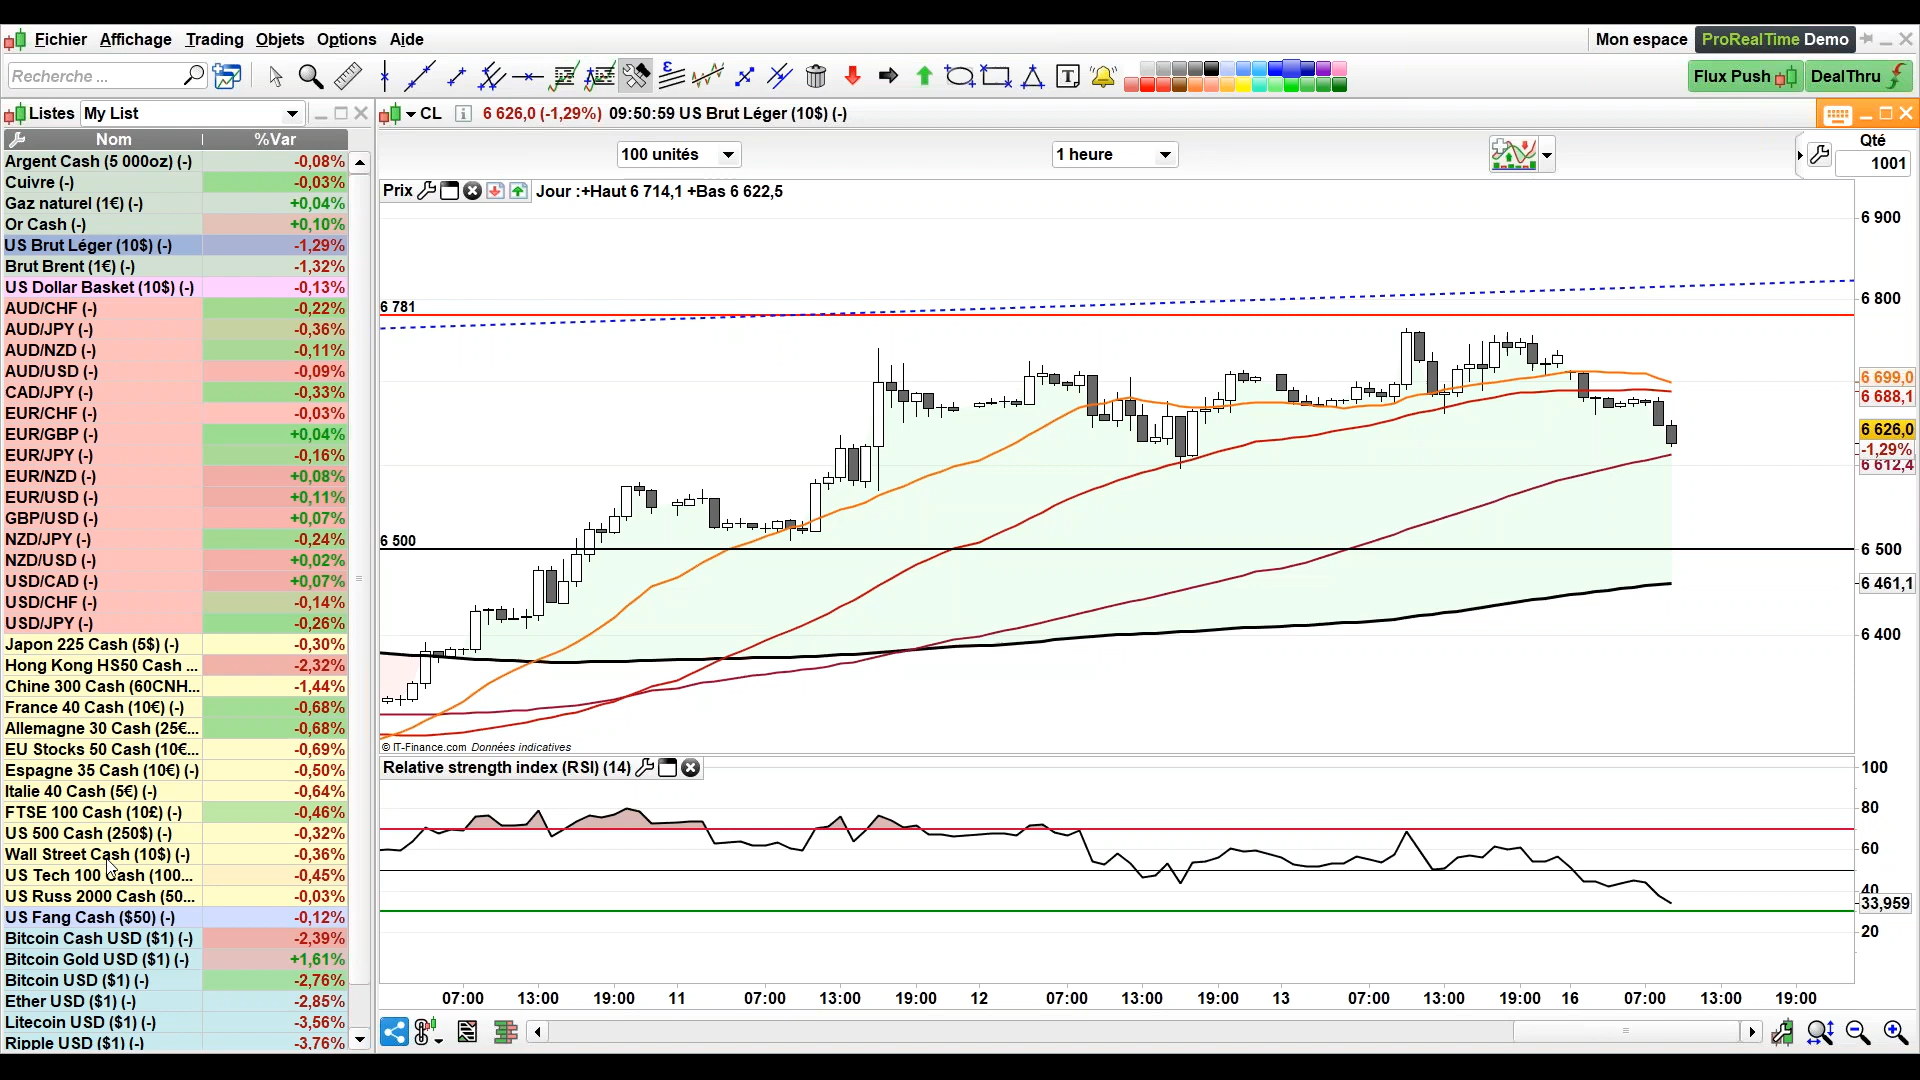 Fichier Affichage Trading Objets Options Aide
Mon espace ProRealTime Demo
Recherche ...
Flux Push DealThru
Listes My List
Nom %Var
Argent Cash (5 000oz) (-) -0,08%
Cuivre (-) -0,03%
Gaz naturel (1€) (-) +0,04%
Or Cash (-) +0,10%
US Brut Léger (10$) (-) -1,29%
Brut Brent (1€) (-) -1,32%
US Dollar Basket (10$) (-) -0,13%
AUD/CHF (-) -0,22%
AUD/JPY (-) -0,36%
AUD/NZD (-) -0,11%
AUD/USD (-) -0,09%
CAD/JPY (-) -0,33%
EUR/CHF (-) -0,03%
EUR/GBP (-) +0,04%
EUR/JPY (-) -0,16%
EUR/NZD (-) +0,08%
EUR/USD (-) +0,11%
GBP/USD (-) +0,07%
NZD/JPY (-) -0,24%
NZD/USD (-) +0,02%
USD/CAD (-) +0,07%
USD/CHF (-) -0,14%
USD/JPY (-) -0,26%
Japon 225 Cash (5$) (-) -0,30%
Hong Kong HS50 Cash ... -2,32%
Chine 300 Cash (60CNH... -1,44%
France 40 Cash (10€) (-) -0,68%
Allemagne 30 Cash (25€... -0,68%
EU Stocks 50 Cash (10€... -0,69%
Espagne 35 Cash (10€) (-) -0,50%
Italie 40 Cash (5€) (-) -0,64%
FTSE 100 Cash (10£) (-) -0,46%
US 500 Cash (250$) (-) -0,32%
Wall Street Cash (10$) (-) -0,36%
US Tech 100 Cash (100... -0,45%
US Russ 2000 Cash (50... -0,03%
US Fang Cash ($50) (-) -0,12%
Bitcoin Cash USD ($1) (-) -2,39%
Bitcoin Gold USD ($1) (-) +1,61%
Bitcoin USD ($1) (-) -2,76%
Ether USD ($1) (-) -2,85%
Litecoin USD ($1) (-) -3,56%
Ripple USD ($1) (-) -3,76%
CL 6 626,0 (-1,29%) 09:50:59 US Brut Léger (10$) (-)
100 unités 1 heure
Qté
1001
Prix Jour :+Haut 6 714,1 +Bas 6 622,5
6 900
6 800
6 781
6 699,0
6 688,1
6 626,0
-1,29%
6 612,4
6 500
6 500
6 461,1
6 400
© IT-Finance.com Données indicatives
Relative strength index (RSI) (14)
100
80
60
40
33,959
20
07:00 13:00 19:00 11 07:00 13:00 19:00 12 07:00 13:00 19:00 13 07:00 13:00 19:00 16 07:00 13:00 19:00